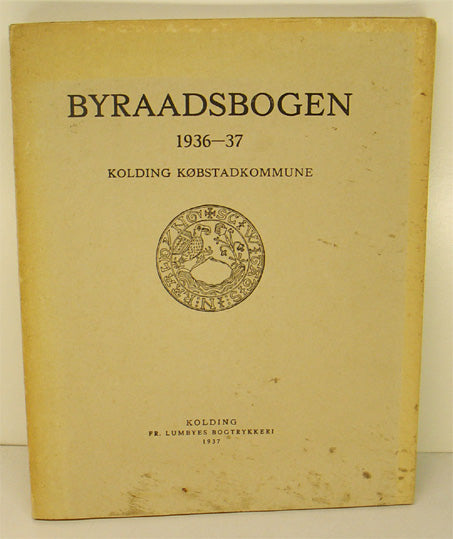 BYRAADSBOGEN
1936—37
KOLDING KØBSTADKOMMUNE
KOLDING
FR. LUMBYES BOGTRYKKERI
1937